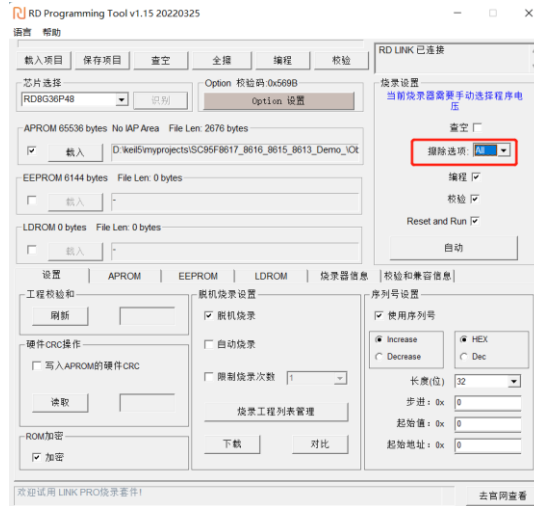 RD Programming Tool v1.15 20220325
语言 帮助
载入项目 保存项目 查空 全擦 编程 校验
RD LINK 已连接
芯片选择
RD8G36P48 识别
Option 校验码:0x569B
Option 设置
APROM 65536 bytes No IAP Area File Len: 2676 bytes
载入 D:\keil5\myprojects\SC95F8617_8616_8615_8613_Demo_\Ob
EEPROM 6144 bytes File Len: 0 bytes
载入 -
LDROM 0 bytes File Len: 0 bytes
载入 -
烧录设置
当前烧录器需要手动选择程序电
压
查空
擦除选项: All
编程
校验
Reset and Run
自动
设置 APROM EEPROM LDROM 烧录器信息 校验和兼容信息
工程校验和
刷新
硬件CRC操作
写入APROM的硬件CRC
读取
ROM加密
加密
脱机烧录设置
脱机烧录
自动烧录
限制烧录次数 1
烧录工程列表管理
下载 对比
序列号设置
使用序列号
Increase HEX
Decrease Dec
长度(位) 32
步进: 0x 0
起始值: 0x 0
起始地址: 0x 0
欢迎试用 LINK PRO烧录套件!
去官网查看